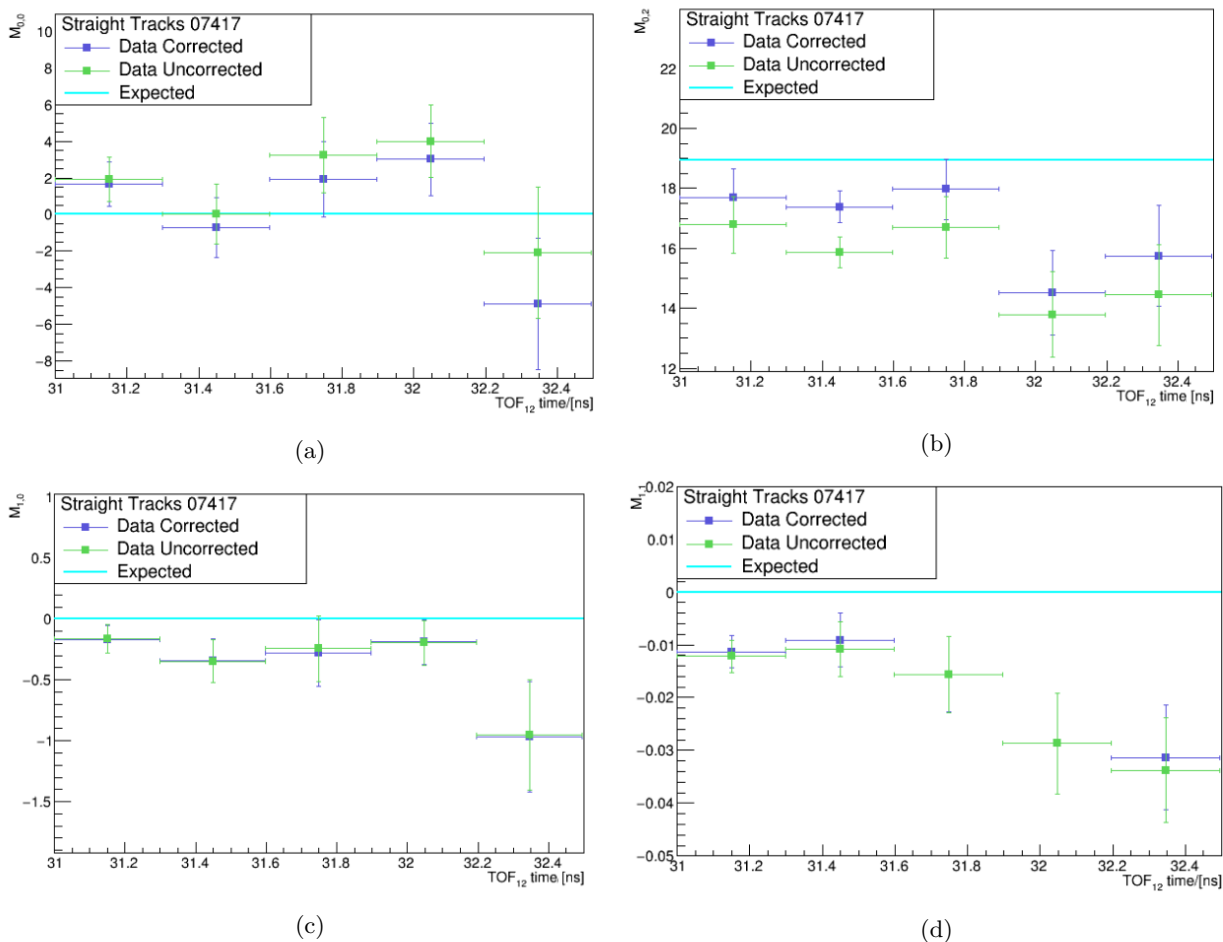 M0,0
10
8
6
4
2
0
−2
−4
−6
−8
Straight Tracks 07417
Data Corrected
Data Uncorrected
Expected
31 31.2 31.4 31.6 31.8 32 32.2 32.4
TOF12 time/[ns]
(a)
M0,2
22
20
18
16
14
12
Straight Tracks 07417
Data Corrected
Data Uncorrected
Expected
31 31.2 31.4 31.6 31.8 32 32.2 32.4
TOF12 time [ns]
(b)
M1,0
1
0.5
0
−0.5
−1
−1.5
Straight Tracks 07417
Data Corrected
Data Uncorrected
Expected
31 31.2 31.4 31.6 31.8 32 32.2 32.4
TOF12 time [ns]
(c)
0.02
0.01
0
−0.01
−0.02
−0.03
−0.04
−0.05
Straight Tracks 07417
Data Corrected
Data Uncorrected
Expected
31 31.2 31.4 31.6 31.8 32 32.2 32.4
TOF12 time/[ns]
(d)